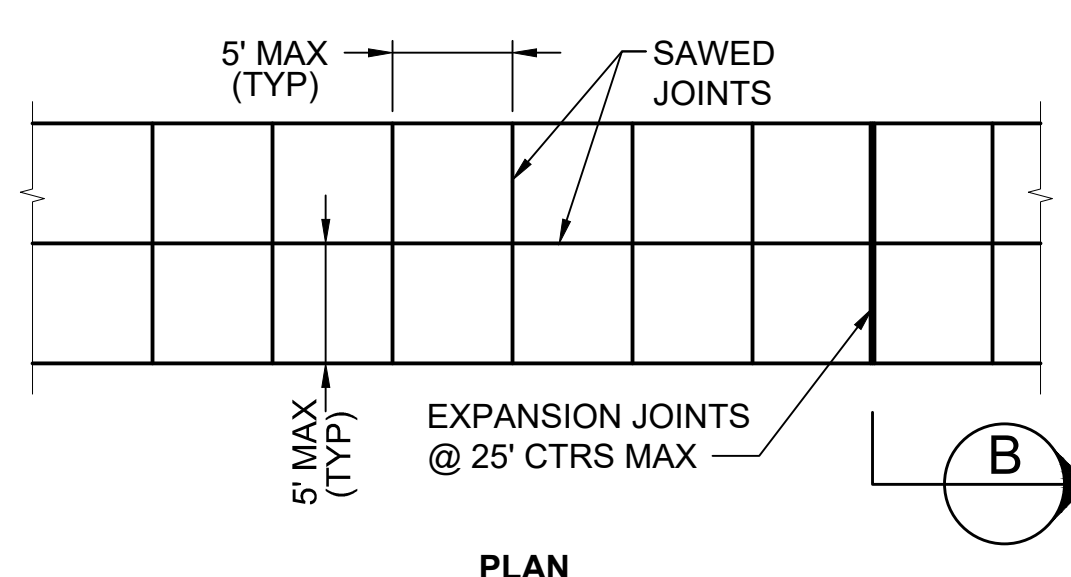 5' MAX
(TYP)
SAWED
JOINTS
5' MAX
(TYP)
EXPANSION JOINTS
@ 25' CTRS MAX
B
PLAN